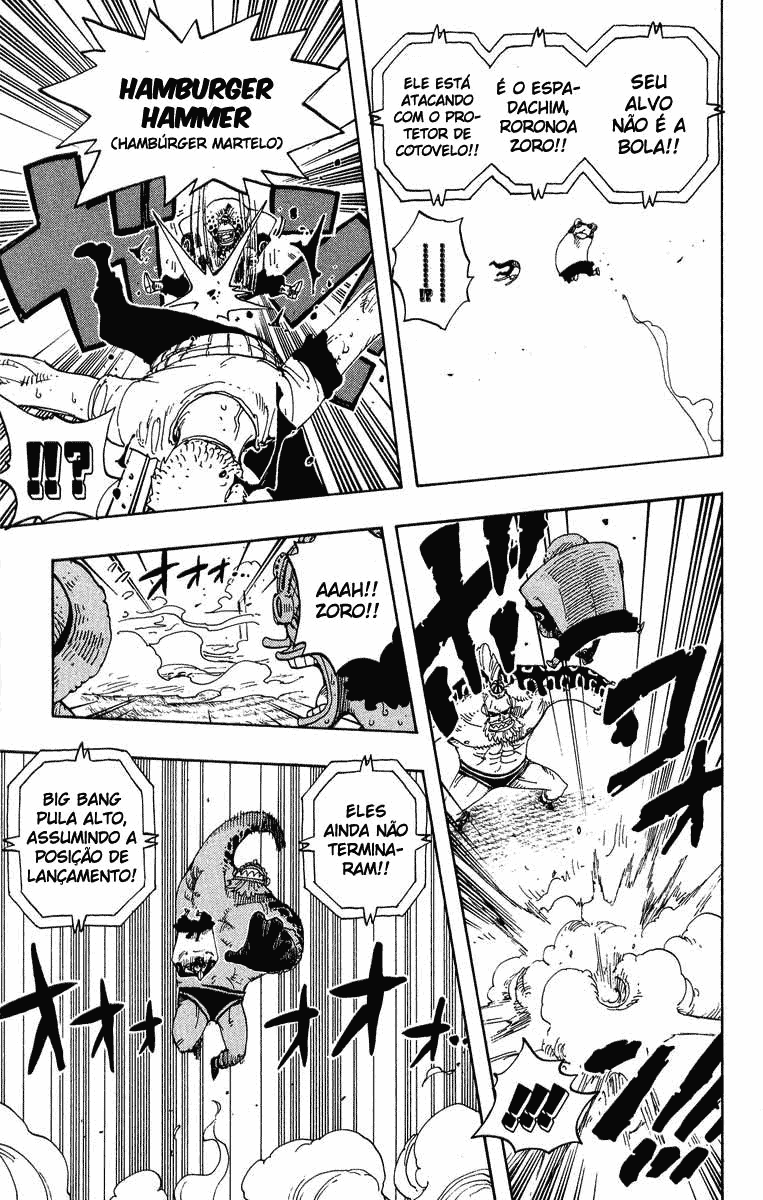 SEU
ALVO
NÃO É A
BOLA!!
É O ESPA-
DACHIM,
RORONOA
ZORO!!
ELE ESTÁ
ATACANDO
COM O PRO-
TETOR DE
COTOVELO!!
!?
HAMBURGER
HAMMER
(HAMBÚRGER MARTELO)
!!?
AAAH!!
ZORO!!
オオ
!!!
ELES
AINDA NÃO
TERMINA-
RAM!!
BIG BANG
PULA ALTO,
ASSUMINDO A
POSIÇÃO DE
LANÇAMENTO!
オオオオオ